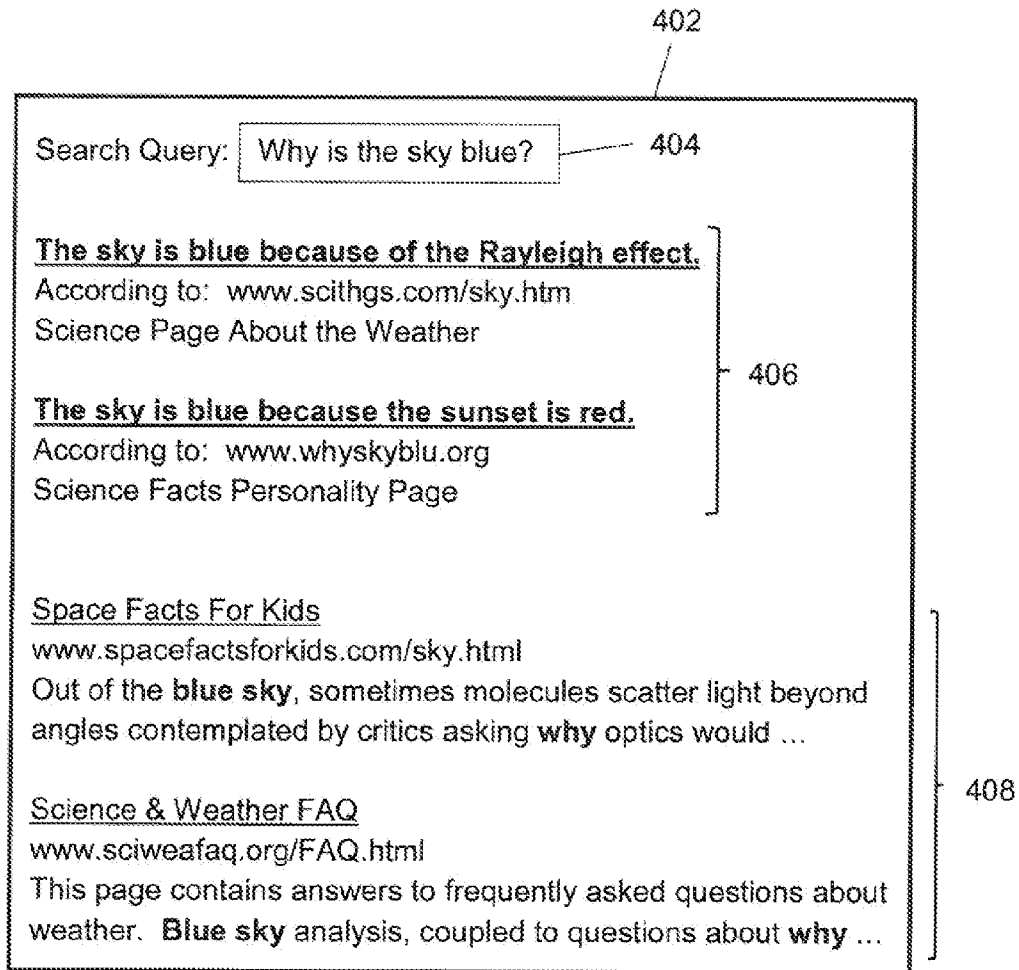 402
Search Query: Why is the sky blue? 404
The sky is blue because of the Rayleigh effect.
According to: www.scithgs.com/sky.htm
Science Page About the Weather
406
The sky is blue because the sunset is red.
According to: www.whyskyblu.org
Science Facts Personality Page
Space Facts For Kids
www.spacefactsforkids.com/sky.html
Out of the blue sky, sometimes molecules scatter light beyond
angles contemplated by critics asking why optics would ...
408
Science & Weather FAQ
www.sciweafaq.org/FAQ.html
This page contains answers to frequently asked questions about
weather. Blue sky analysis, coupled to questions about why ...